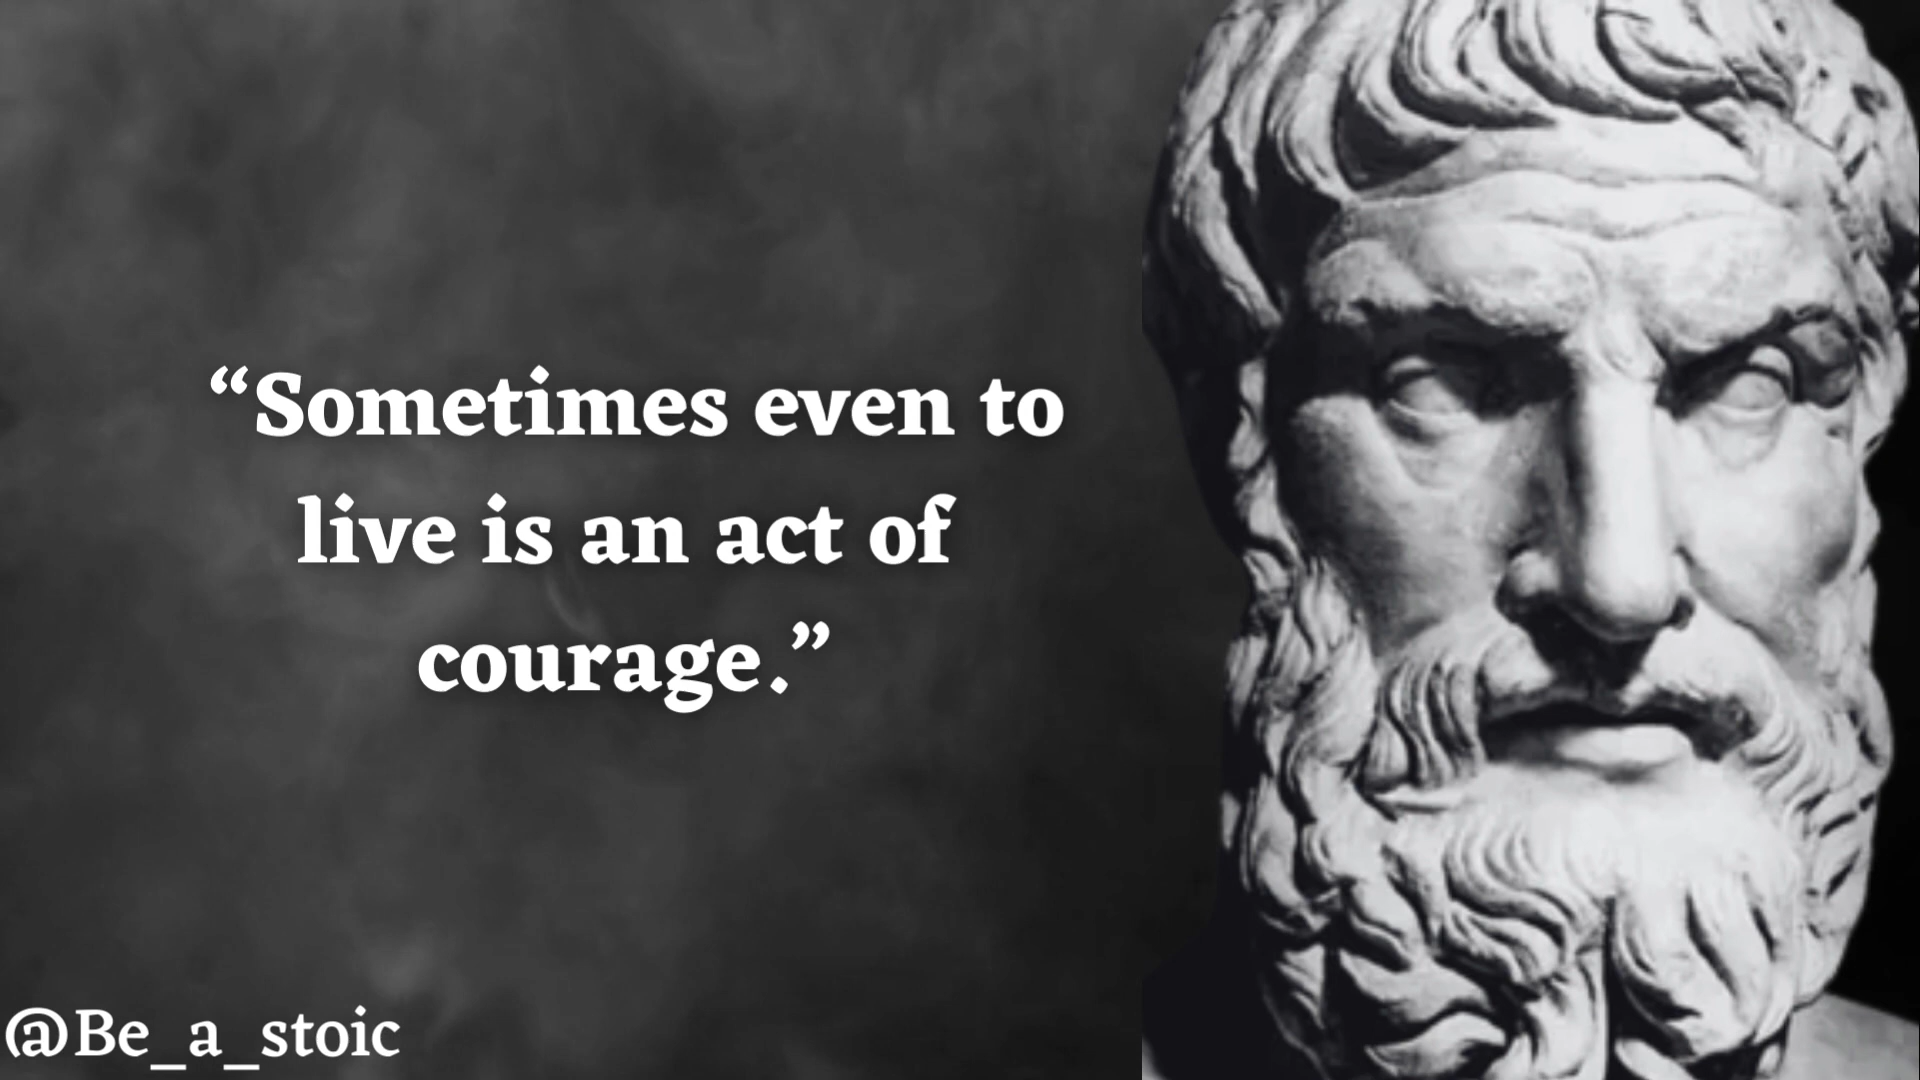 “Sometimes even to
live is an act of
courage.”
@Be_a_stoic